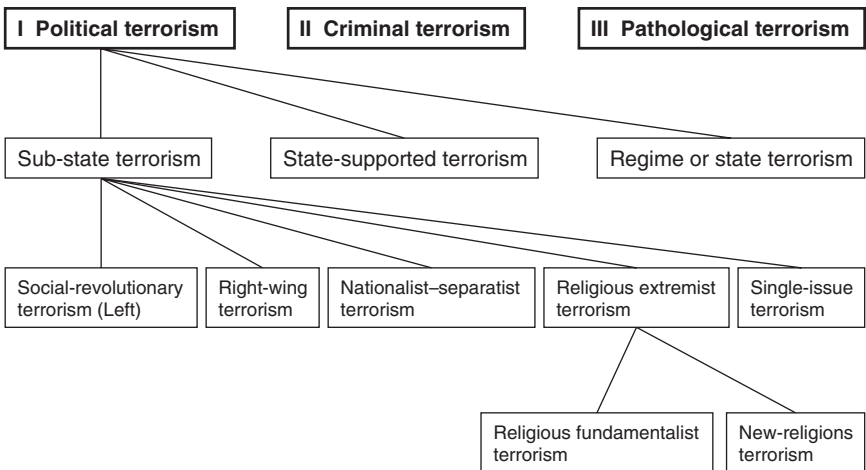 I Political terrorism
II Criminal terrorism
III Pathological terrorism
Sub-state terrorism
State-supported terrorism
Regime or state terrorism
Social-revolutionary
terrorism (Left)
Right-wing
terrorism
Nationalist–separatist
terrorism
Religious extremist
terrorism
Single-issue
terrorism
Religious fundamentalist
terrorism
New-religions
terrorism